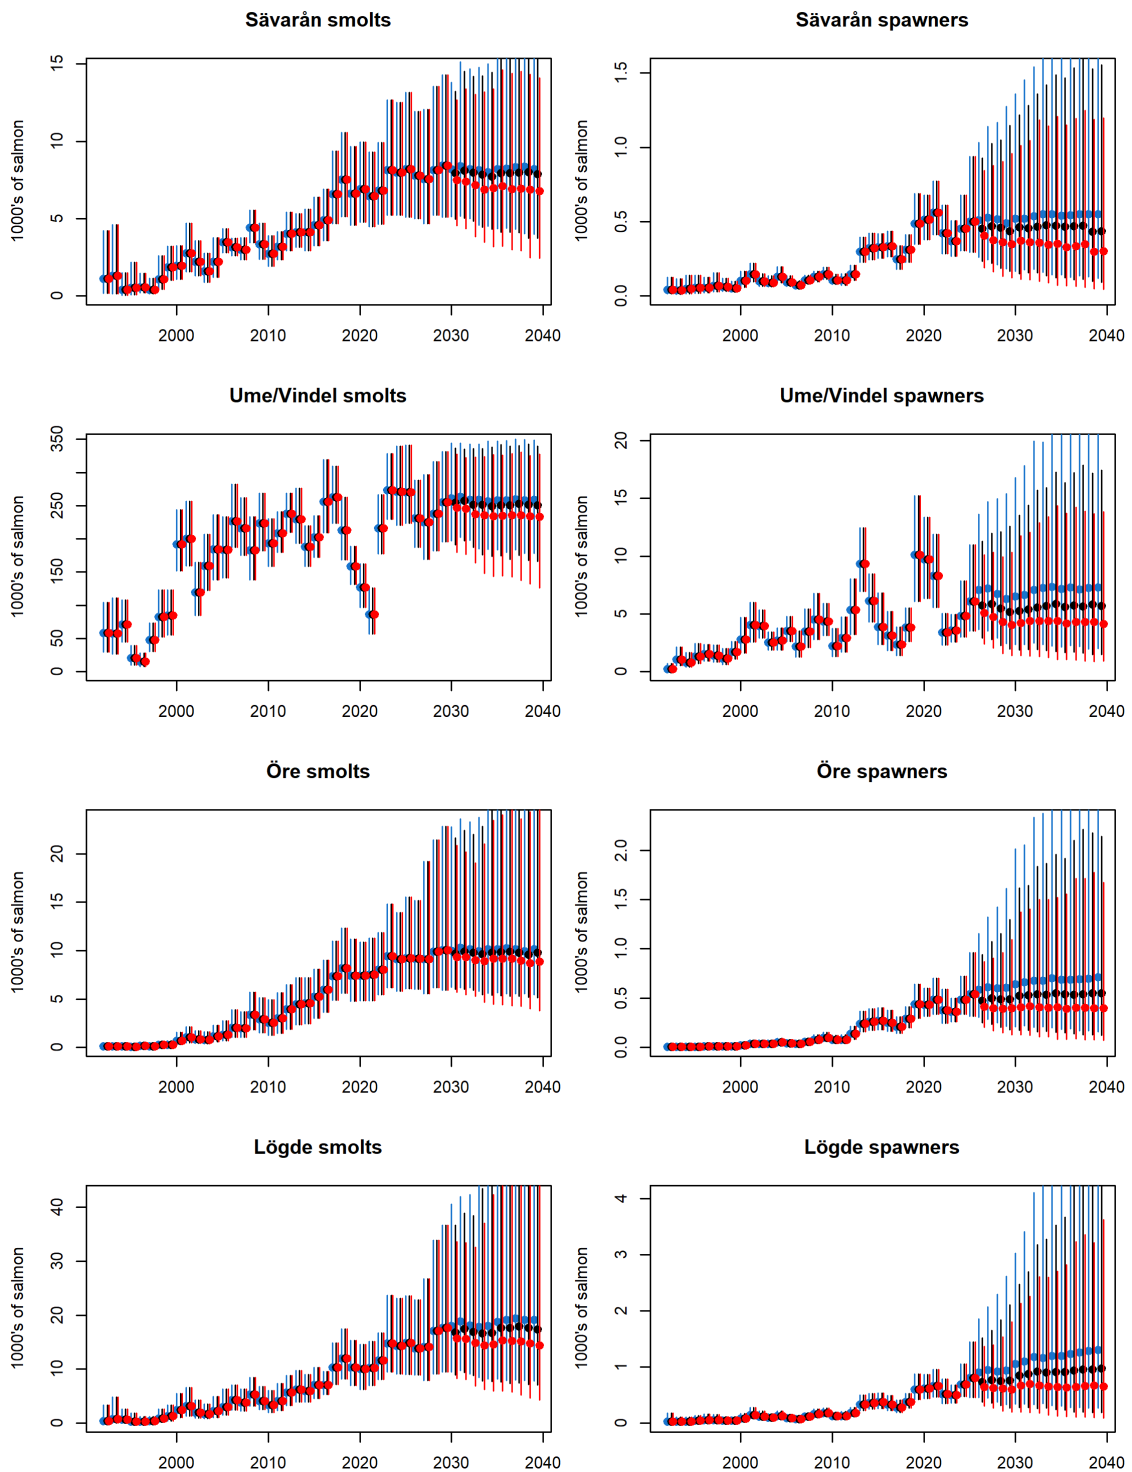 Sävarån smolts
1000's of salmon
0 5 10 15
2000 2010 2020 2030 2040
Sävarån spawners
1000's of salmon
0.0 0.5 1.0 1.5
2000 2010 2020 2030 2040
Ume/Vindel smolts
1000's of salmon
0 50 150 250 350
2000 2010 2020 2030 2040
Ume/Vindel spawners
1000's of salmon
0 5 10 15 20
2000 2010 2020 2030 2040
Öre smolts
1000's of salmon
0 5 10 15 20
2000 2010 2020 2030 2040
Öre spawners
1000's of salmon
0.0 0.5 1.0 1.5 2.0
2000 2010 2020 2030 2040
Lögde smolts
1000's of salmon
0 10 20 30 40
2000 2010 2020 2030 2040
Lögde spawners
1000's of salmon
0 1 2 3 4
2000 2010 2020 2030 2040